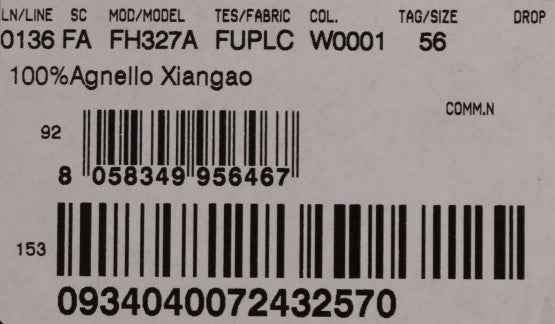 LN/LINE SC MOD/MODEL TES/FABRIC COL. TAG/SIZE DROP
0136 FA FH327A FUPLC W0001 56
100%Agnello Xiangao
COMM.N
92
8 058349 956467
153
0934040072432570